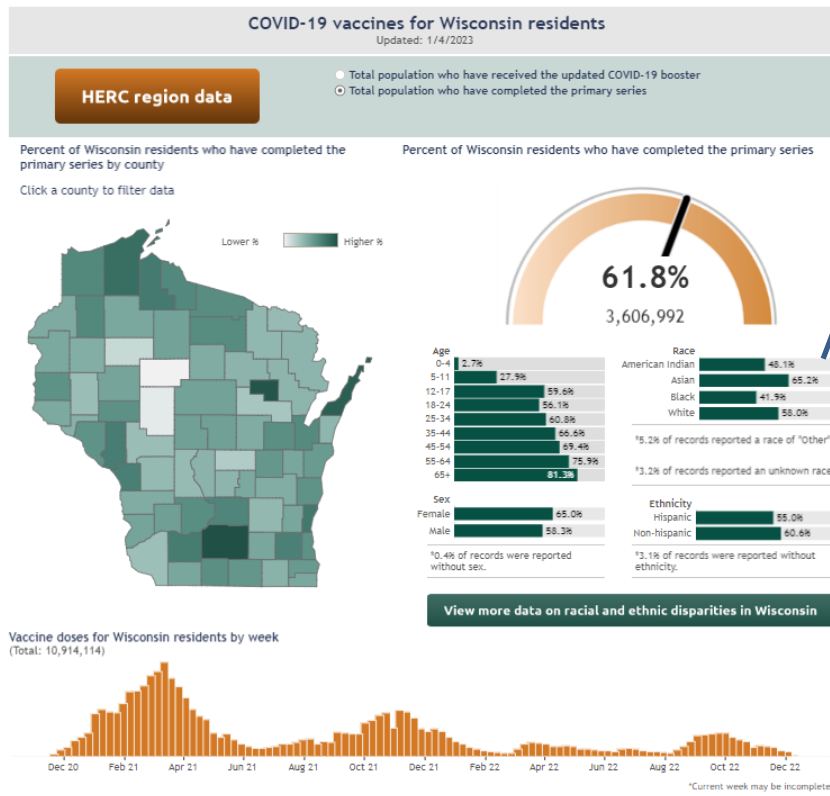 COVID-19 vaccines for Wisconsin residents
Updated: 1/4/2023
HERC region data
Total population who have received the updated COVID-19 booster
Total population who have completed the primary series
Percent of Wisconsin residents who have completed the
primary series by county
Click a county to filter data
Lower % Higher %
Percent of Wisconsin residents who have completed the primary series
61.8%
3,606,992
Age
0-4 2.7%
5-11 27.9%
12-17 59.6%
18-24 56.1%
25-34 60.8%
35-44 66.6%
45-54 69.4%
55-64 75.9%
65+ 81.3%
Race
American Indian 48.1%
Asian 65.2%
Black 41.9%
White 58.0%
*5.2% of records reported a race of "Other"
*3.2% of records reported an unknown race
Sex
Female 65.0%
Male 58.3%
*0.4% of records were reported
without sex.
Ethnicity
Hispanic 55.0%
Non-hispanic 60.6%
*3.1% of records were reported without
ethnicity.
View more data on racial and ethnic disparities in Wisconsin
Vaccine doses for Wisconsin residents by week
(Total: 10,914,114)
Dec 20 Feb 21 Apr 21 Jun 21 Aug 21 Oct 21 Dec 21 Feb 22 Apr 22 Jun 22 Aug 22 Oct 22 Dec 22
*Current week may be incomplete